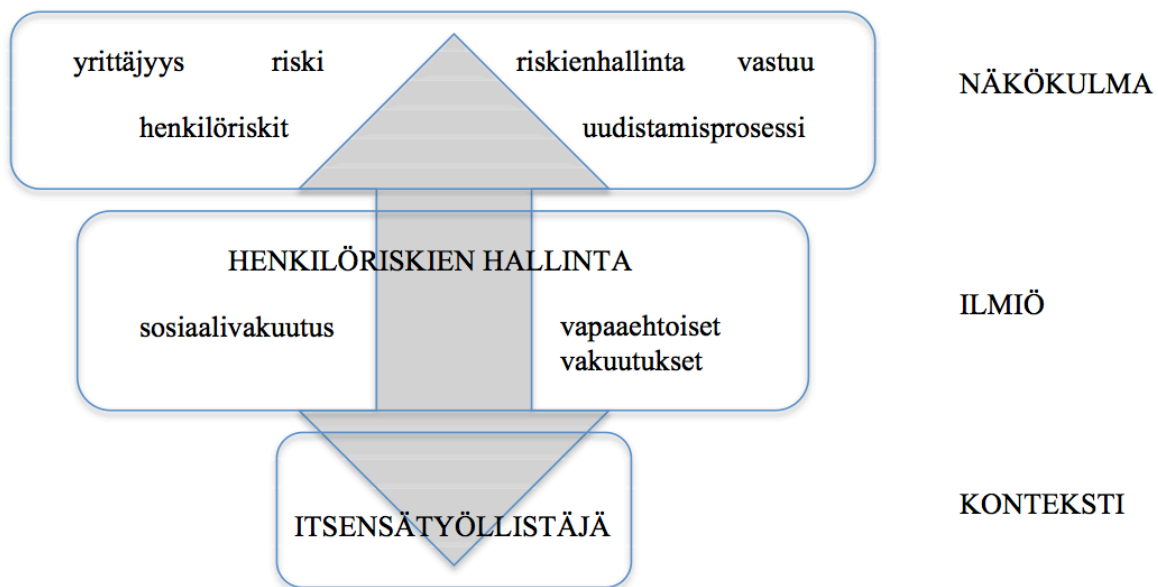 yrittäjyys riski riskienhallinta vastuu
NÄKÖKULMA
henkilöriskit uudistamisprosessi
HENKILÖRISKIEN HALLINTA
ILMIÖ
sosiaalivakuutus vapaaehtoiset
vakuutukset
KONTEKSTI
ITSENSÄTYÖLLISTÄJÄ